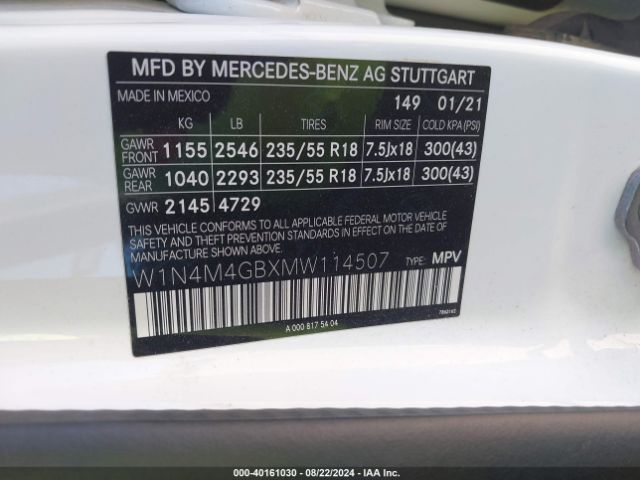 MFD BY MERCEDES-BENZ AG STUTTGART
MADE IN MEXICO 149 01/21
KG LB TIRES RIM SIZE COLD KPA (PSI)
GAWR FRONT 1155 2546 235/55 R18 7.5Jx18 300(43)
GAWR REAR 1040 2293 235/55 R18 7.5Jx18 300(43)
GVWR 2145 4729
THIS VEHICLE CONFORMS TO ALL APPLICABLE FEDERAL MOTOR VEHICLE
SAFETY AND THEFT PREVENTION STANDARDS IN EFFECT ON THE DATE OF
MANUFACTURE SHOWN ABOVE.
W1N4M4GBXMW114507 TYPE: MPV
A 000 817 54 04
000-40161030 - 08/22/2024 - IAA Inc.